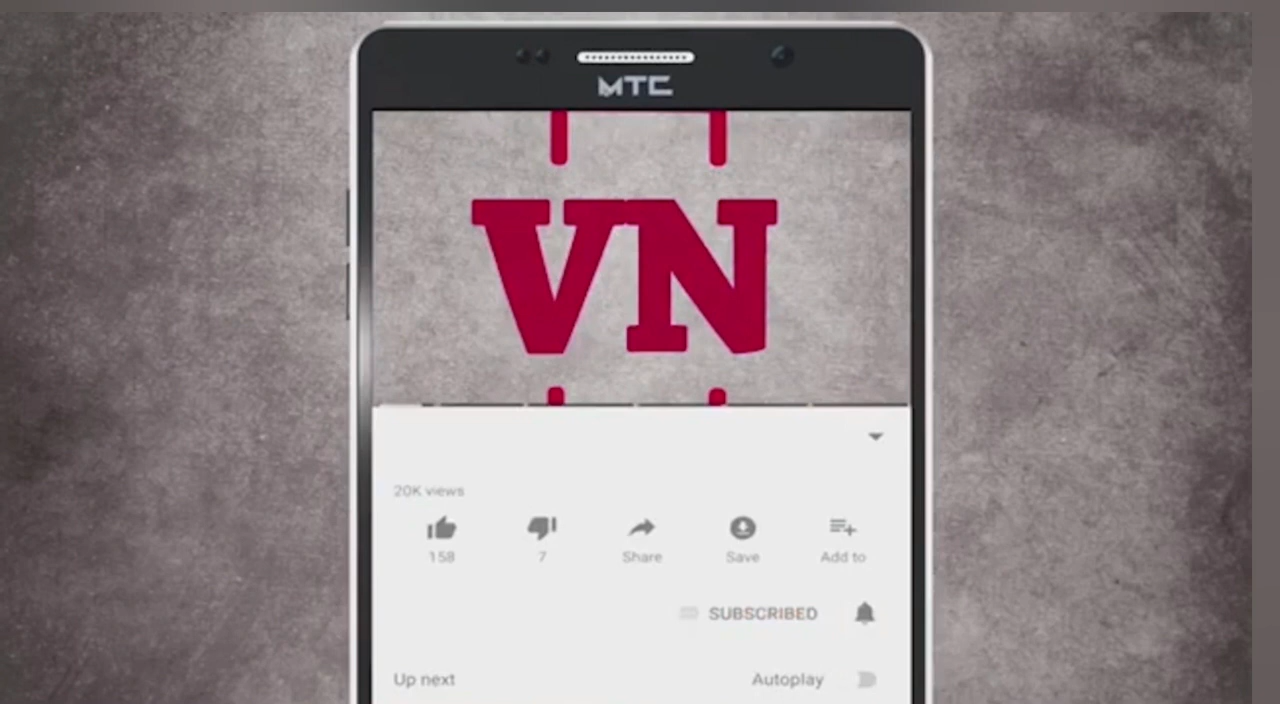 MTC
VN
20K views
158 7 Share Save Add to
SUBSCRIBED
Up next Autoplay